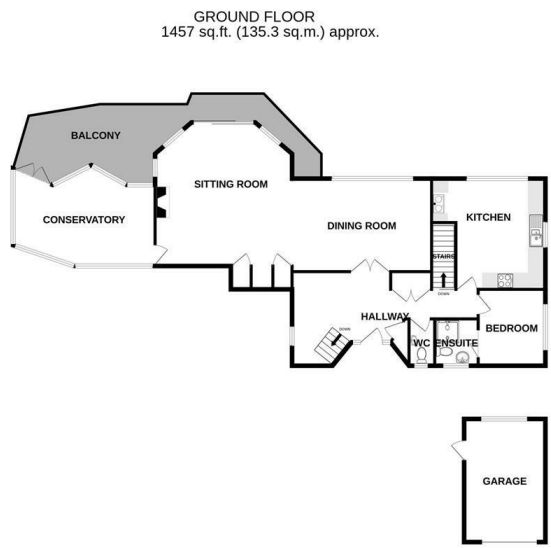 GROUND FLOOR
1457 sq.ft. (135.3 sq.m.) approx.
BALCONY
SITTING ROOM
CONSERVATORY
DINING ROOM
KITCHEN
STAIRS
DOWN
HALLWAY
DOWN
BEDROOM
WC
ENSUITE
GARAGE